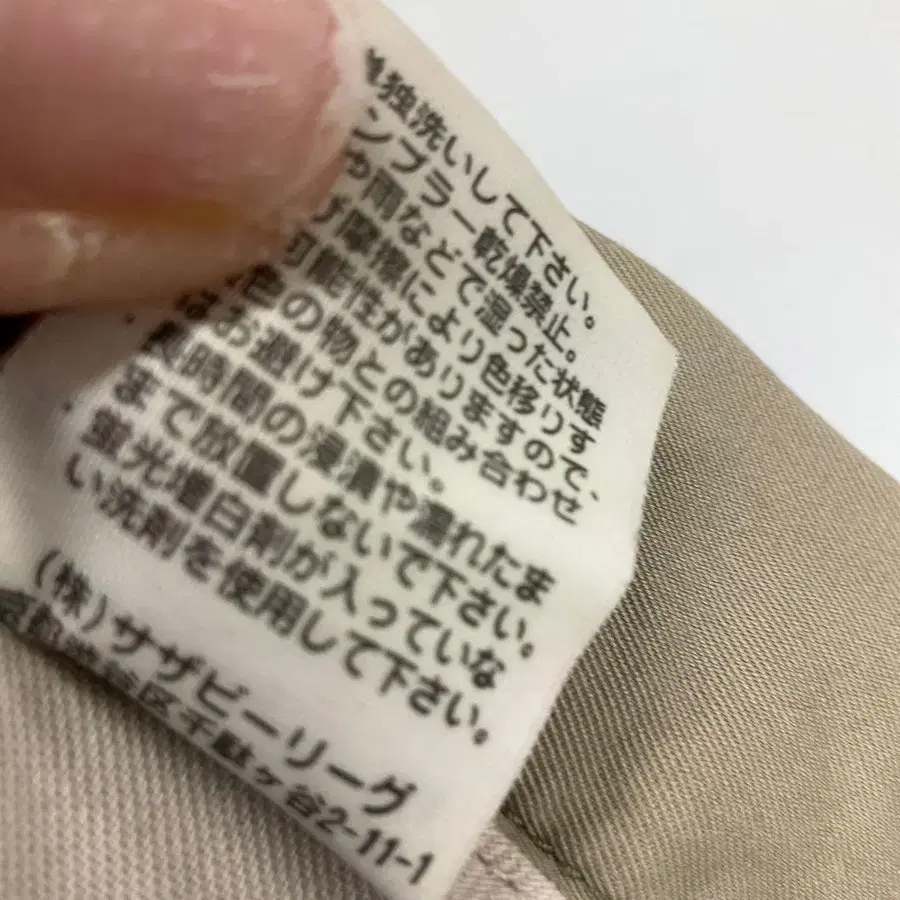 独洗いして下さい。
ンブラー乾燥禁止。
や雨などで湿った状態
摩擦により色移りす
可能性がありますので、
色の物との組み合わせ
はお避け下さい。
長時間の浸漬や濡れたま
まで放置しないで下さい。
蛍光増白剤が入っていな
い洗剤を使用して下さい。
(株)サザビーリーグ
区千駄ヶ谷2-11-1